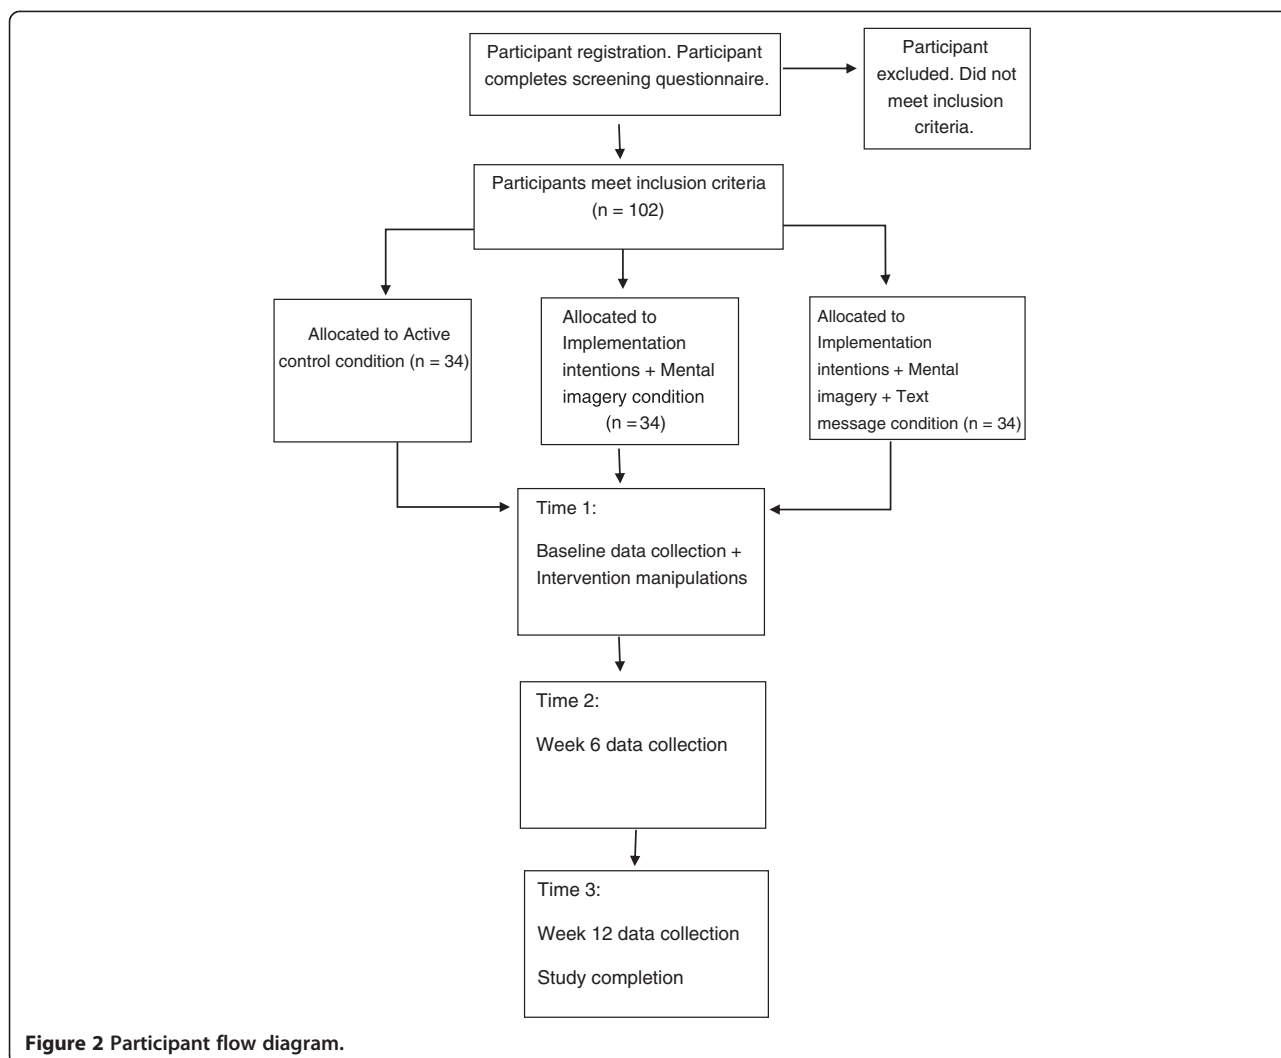 Participant registration. Participant
completes screening questionnaire.
Participant
excluded. Did not
meet inclusion
criteria.
Participants meet inclusion criteria
(n = 102)
Allocated to Active
control condition (n = 34)
Allocated to
Implementation
intentions + Mental
imagery condition
(n = 34)
Allocated to
Implementation
intentions + Mental
imagery + Text
message condition (n = 34)
Time 1:
Baseline data collection +
Intervention manipulations
Time 2:
Week 6 data collection
Time 3:
Week 12 data collection
Study completion
Figure 2 Participant flow diagram.